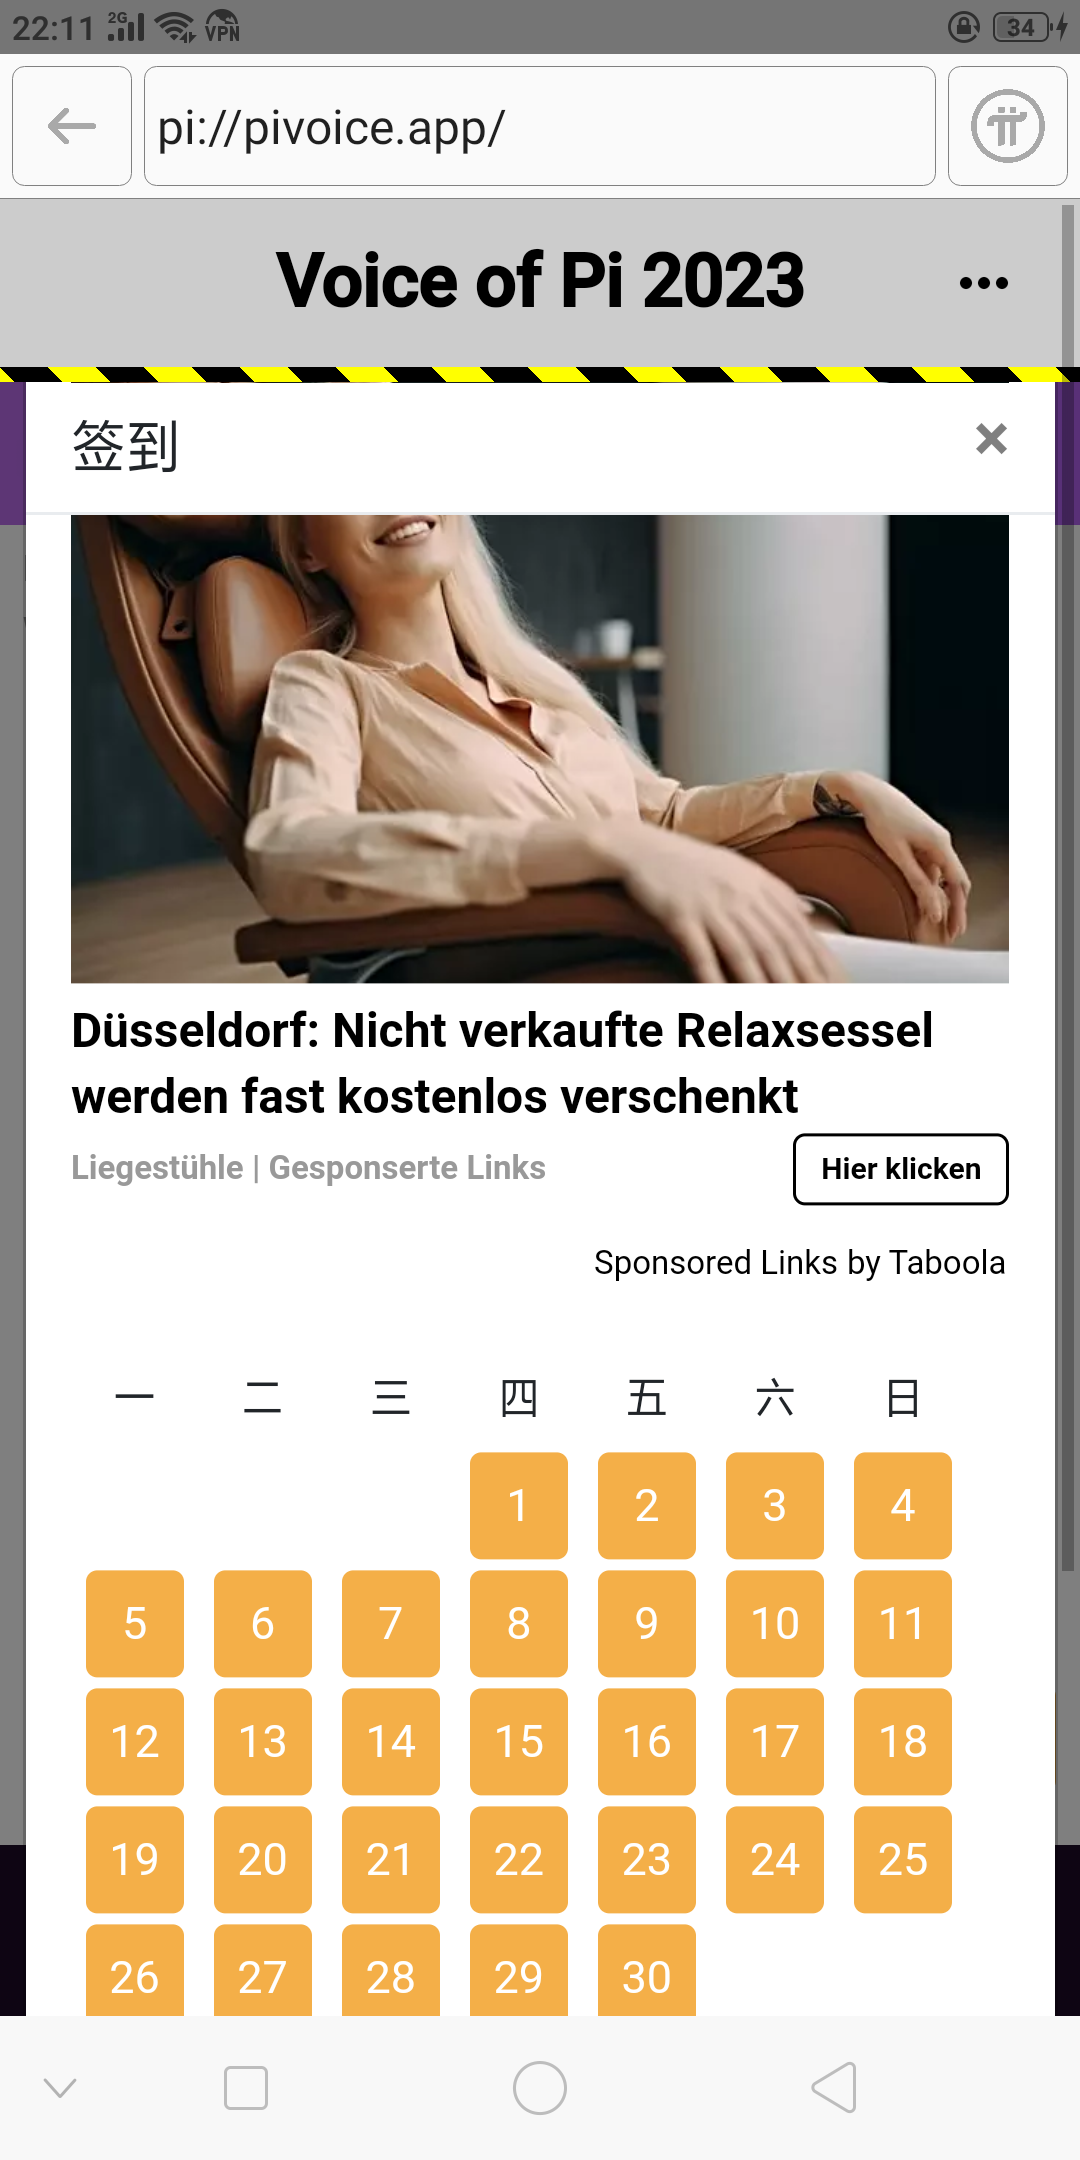 22:11 2G VPN 34
pi://pivoice.app/
Voice of Pi 2023
签到
Düsseldorf: Nicht verkaufte Relaxsessel
werden fast kostenlos verschenkt
Liegestühle | Gesponserte Links
Hier klicken
Sponsored Links by Taboola
一 二 三 四 五 六 日
1 2 3 4
5 6 7 8 9 10 11
12 13 14 15 16 17 18
19 20 21 22 23 24 25
26 27 28 29 30